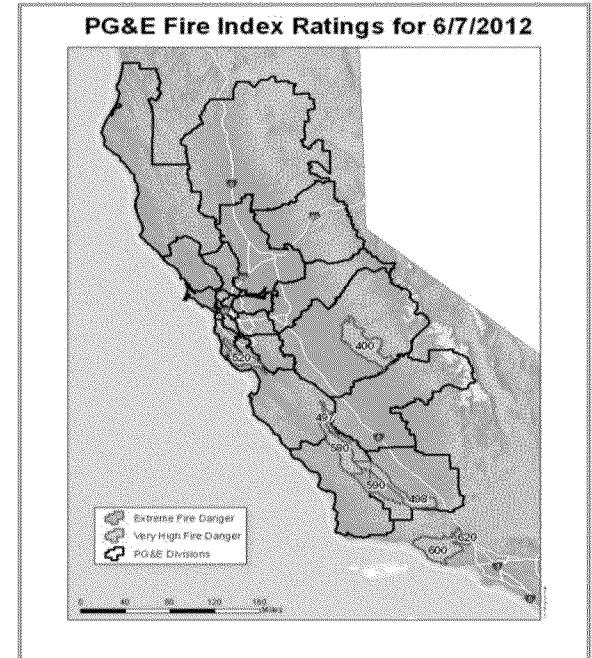 PG&E Fire Index Ratings for 6/7/2012
400
520
497
580
590
498
620
600
Extreme Fire Danger
Very High Fire Danger
PG&E Divisions
0 40 80 120 160
Miles